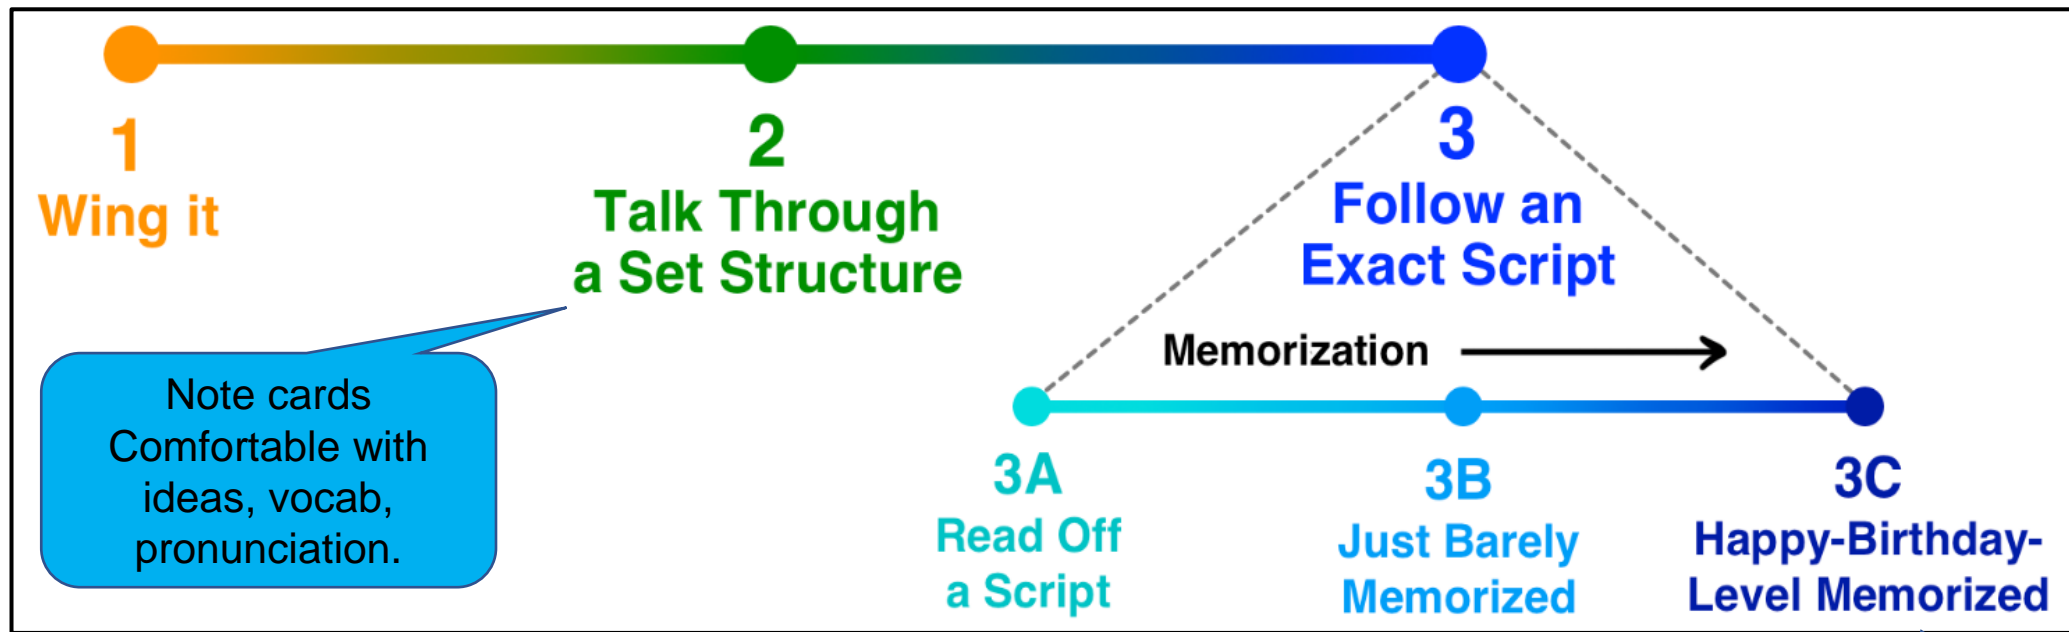 1
Wing it
2
Talk Through
a Set Structure
3
Follow an
Exact Script
Note cards
Comfortable with
ideas, vocab,
pronunciation.
Memorization
3A
Read Off
a Script
3B
Just Barely
Memorized
3C
Happy-Birthday-
Level Memorized